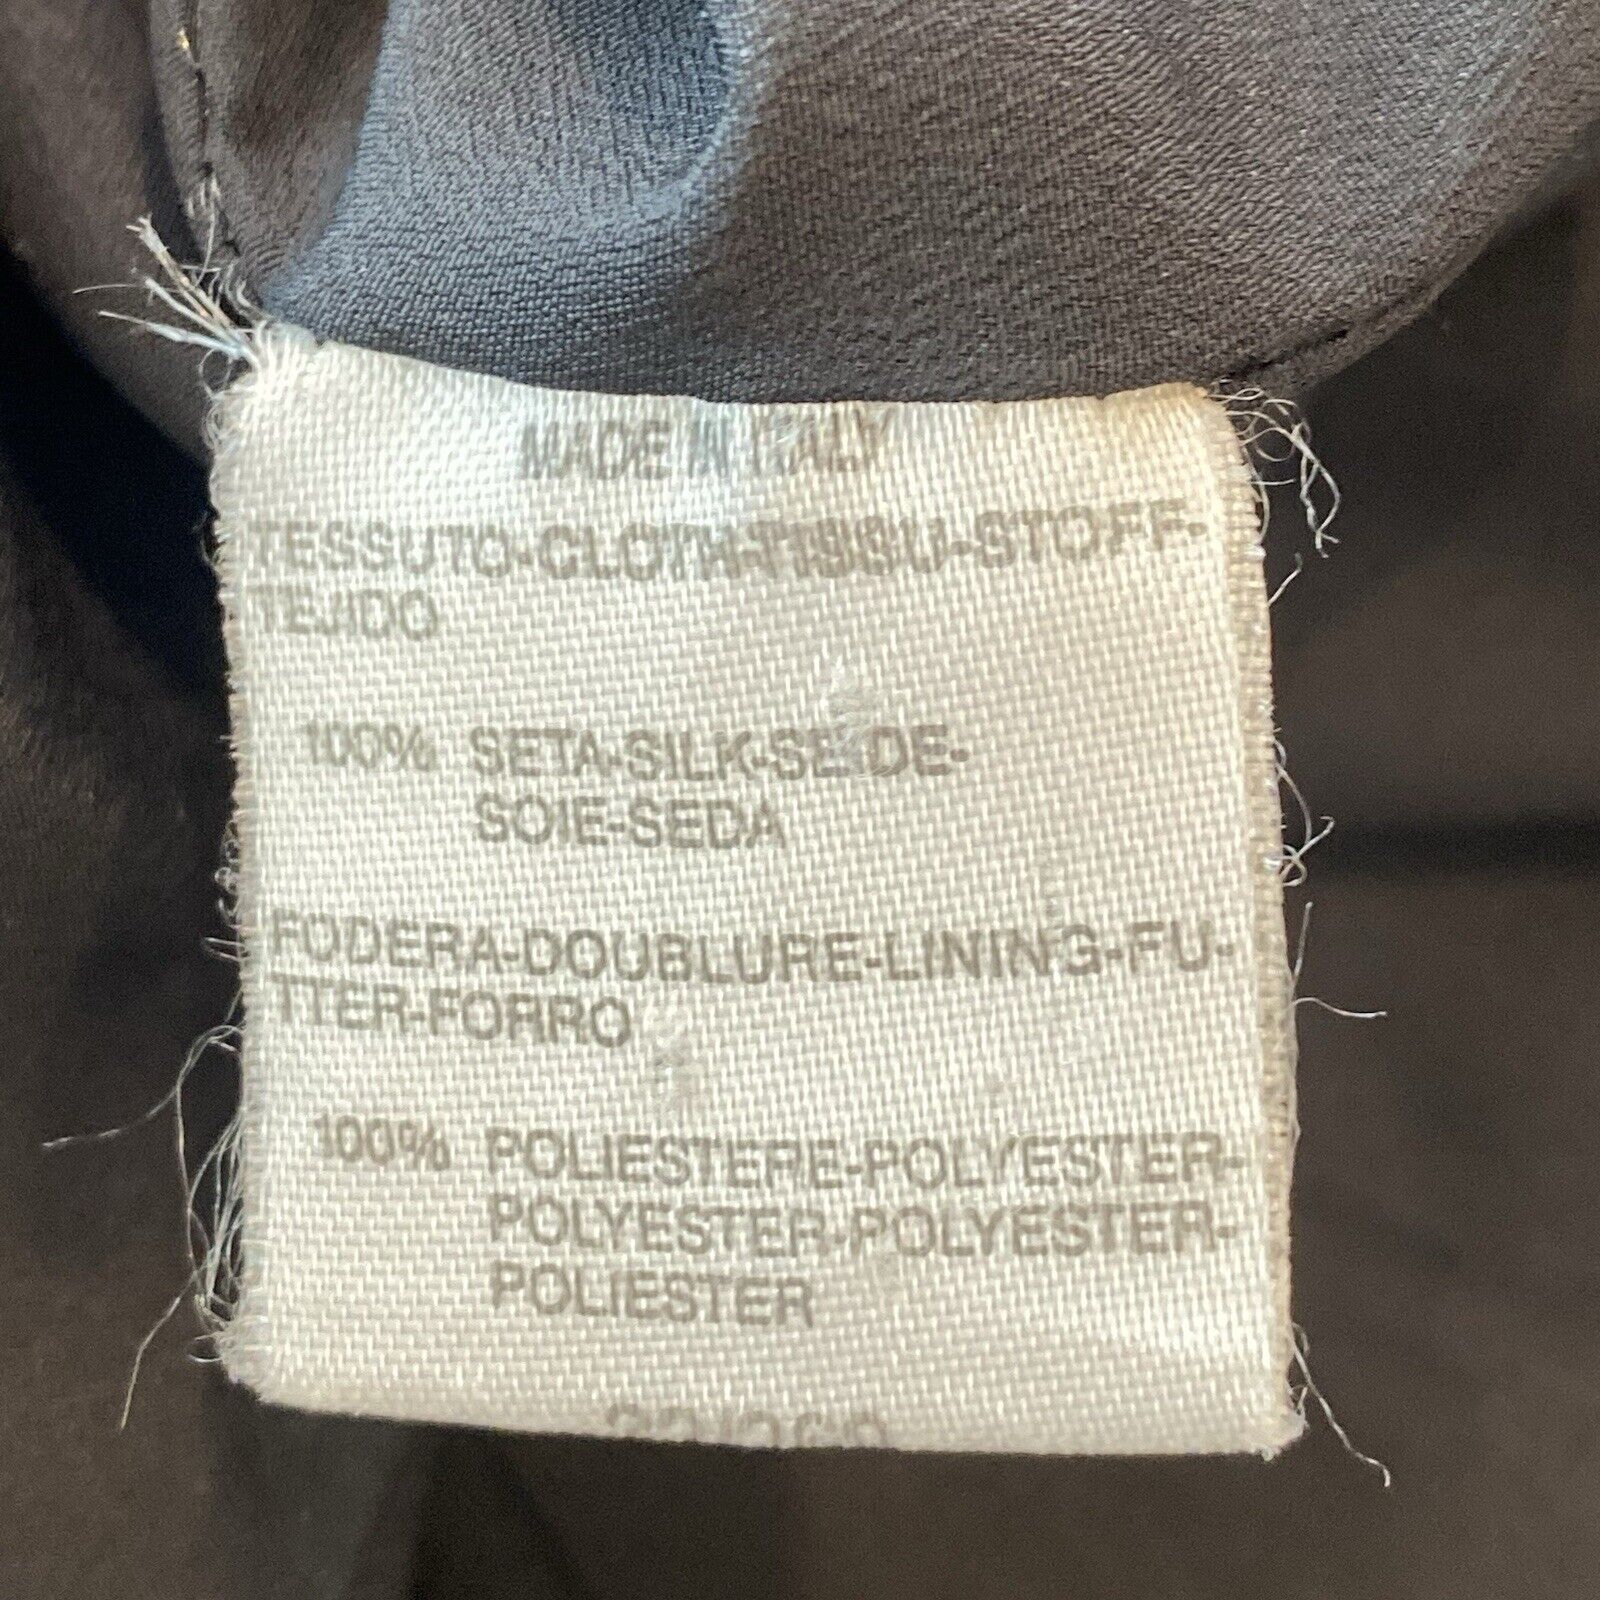 MADE IN ITALY
TESSUTO-CLOTH-TISSU-STOFF-
TEJIDO
100% SETA-SILK-SEIDE-
SOIE-SEDA
FODERA-DOUBLURE-LINING-FU-
TTER-FORRO
100% POLIESTERE-POLYESTER-
POLYESTER-POLYESTER-
POLIESTER